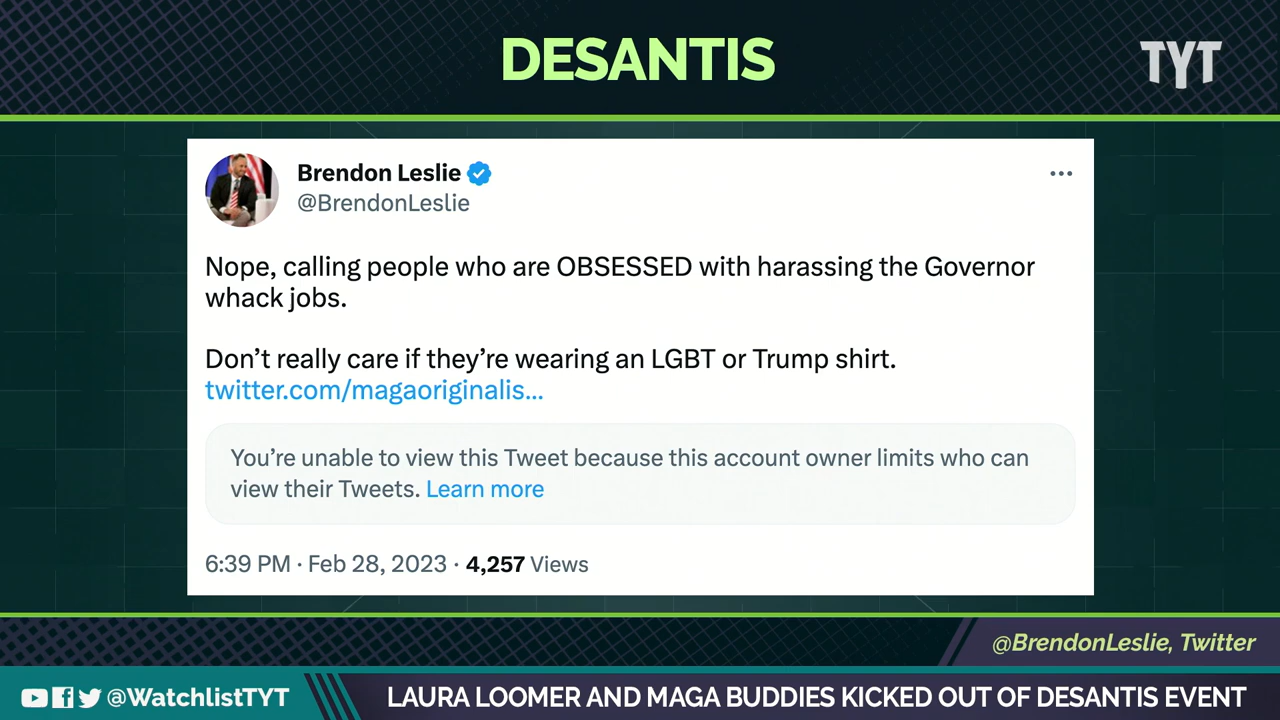 DESANTIS
TYT
Brendon Leslie
@BrendonLeslie
Nope, calling people who are OBSESSED with harassing the Governor
whack jobs.
Don’t really care if they’re wearing an LGBT or Trump shirt.
twitter.com/magaoriginalis...
You’re unable to view this Tweet because this account owner limits who can
view their Tweets. Learn more
6:39 PM · Feb 28, 2023 · 4,257 Views
@BrendonLeslie, Twitter
@WatchlistTYT
LAURA LOOMER AND MAGA BUDDIES KICKED OUT OF DESANTIS EVENT